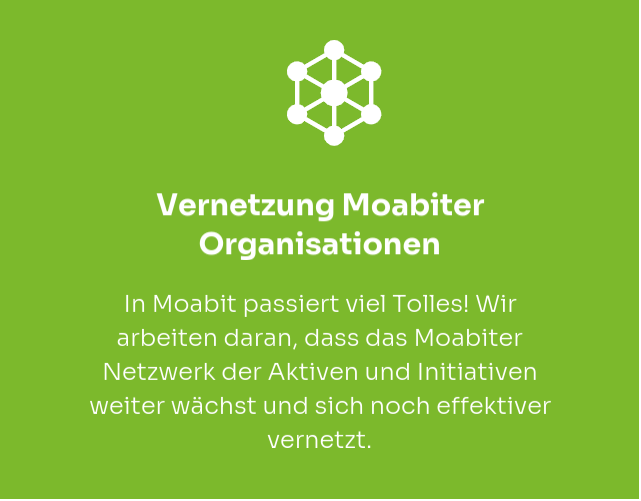 Vernetzung Moabiter
Organisationen
In Moabit passiert viel Tolles! Wir
arbeiten daran, dass das Moabiter
Netzwerk der Aktiven und Initiativen
weiter wächst und sich noch effektiver
vernetzt.